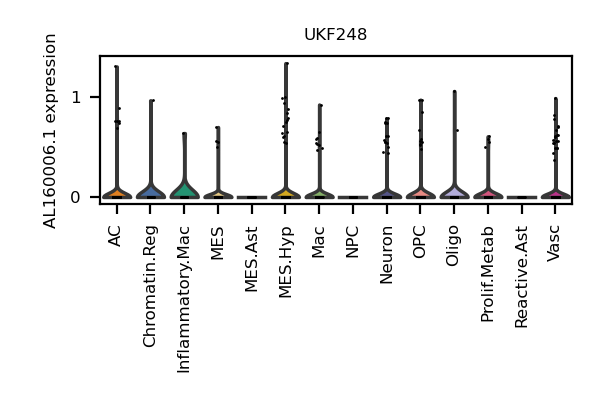 UKF248
AL160006.1 expression
1
0
AC
Chromatin.Reg
Inflammatory.Mac
MES
MES.Ast
MES.Hyp
Mac
NPC
Neuron
OPC
Oligo
Prolif.Metab
Reactive.Ast
Vasc